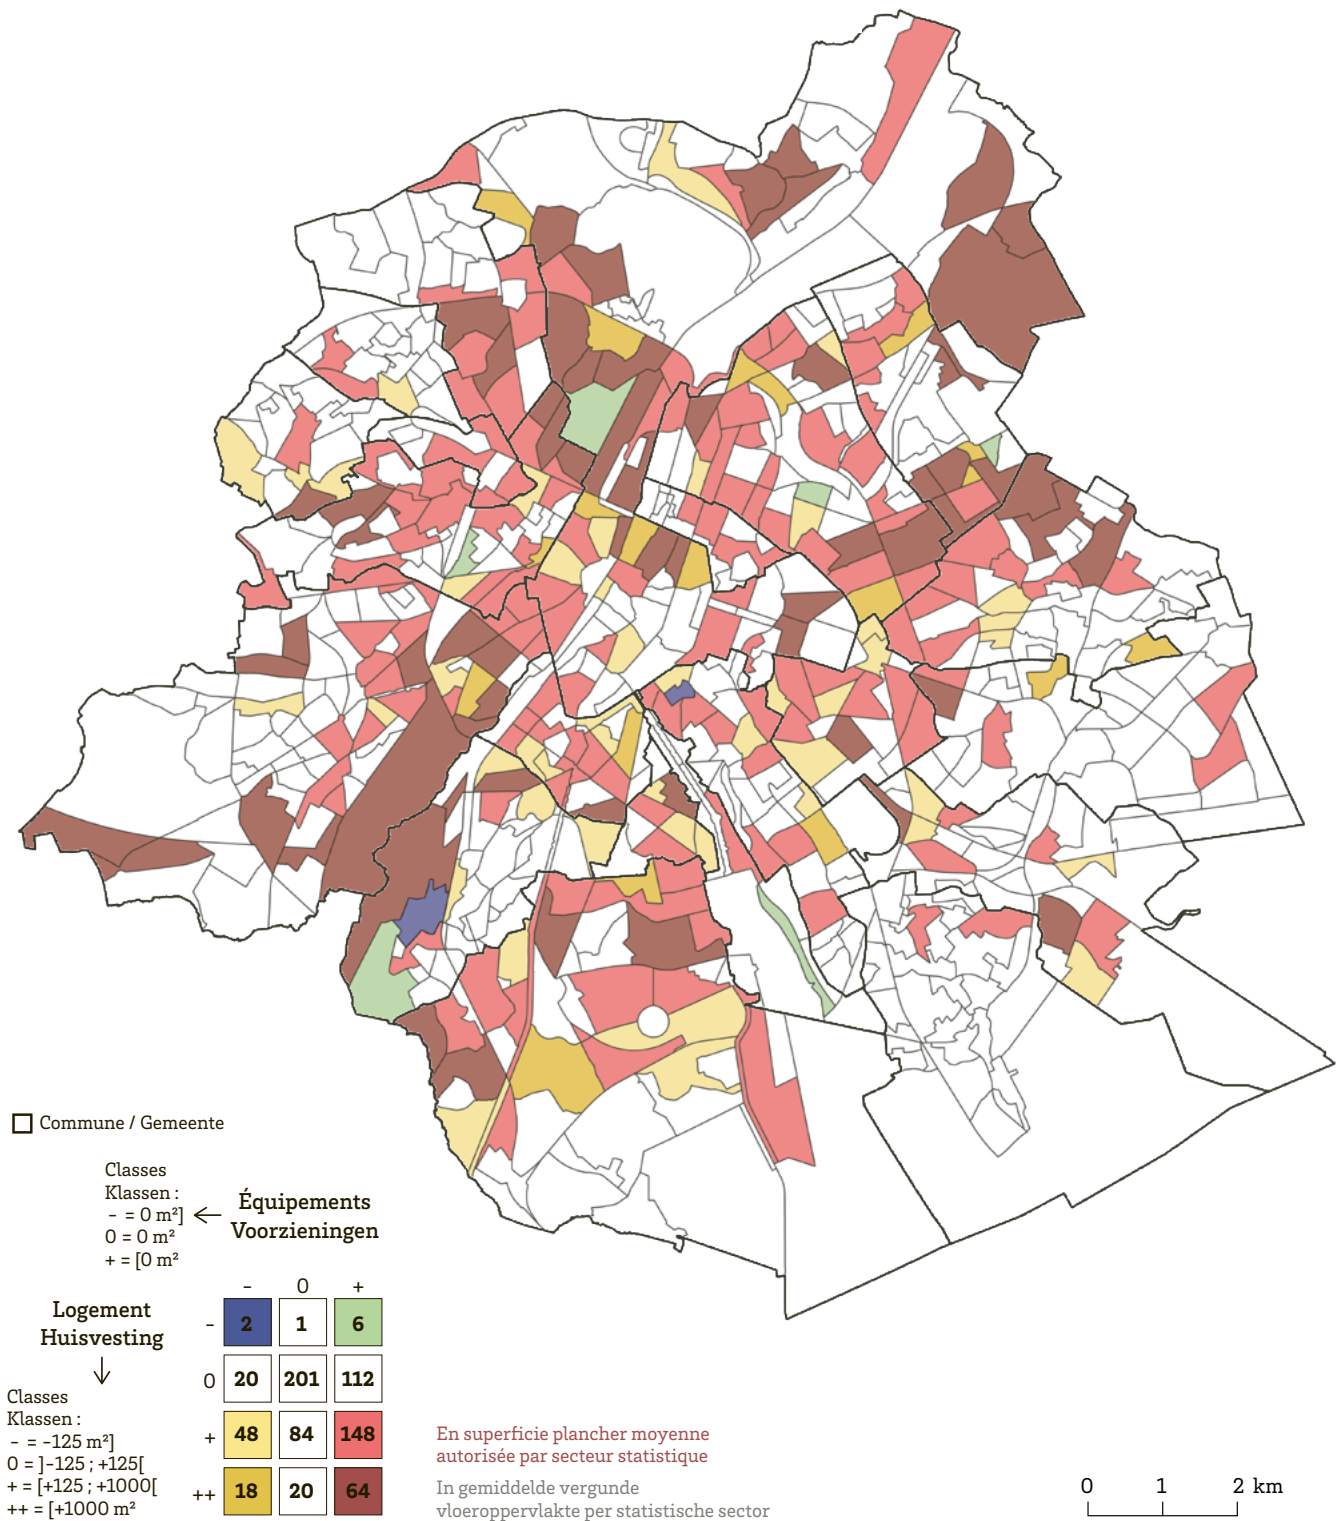 Commune / Gemeente
Classes
Klassen :
- = 0 m²]
0 = 0 m²
+ = [0 m²
Équipements
Voorzieningen
- 0 +
Logement
Huisvesting
- 2 1 6
0 20 201 112
+ 48 84 148
++ 18 20 64
Classes
Klassen :
- = -125 m²]
0 = ]-125 ; +125[
+ = [+125 ; +1000[
++ = [+1000 m²
En superficie plancher moyenne
autorisée par secteur statistique
In gemiddelde vergunde
vloeroppervlakte per statistische sector
0 1 2 km